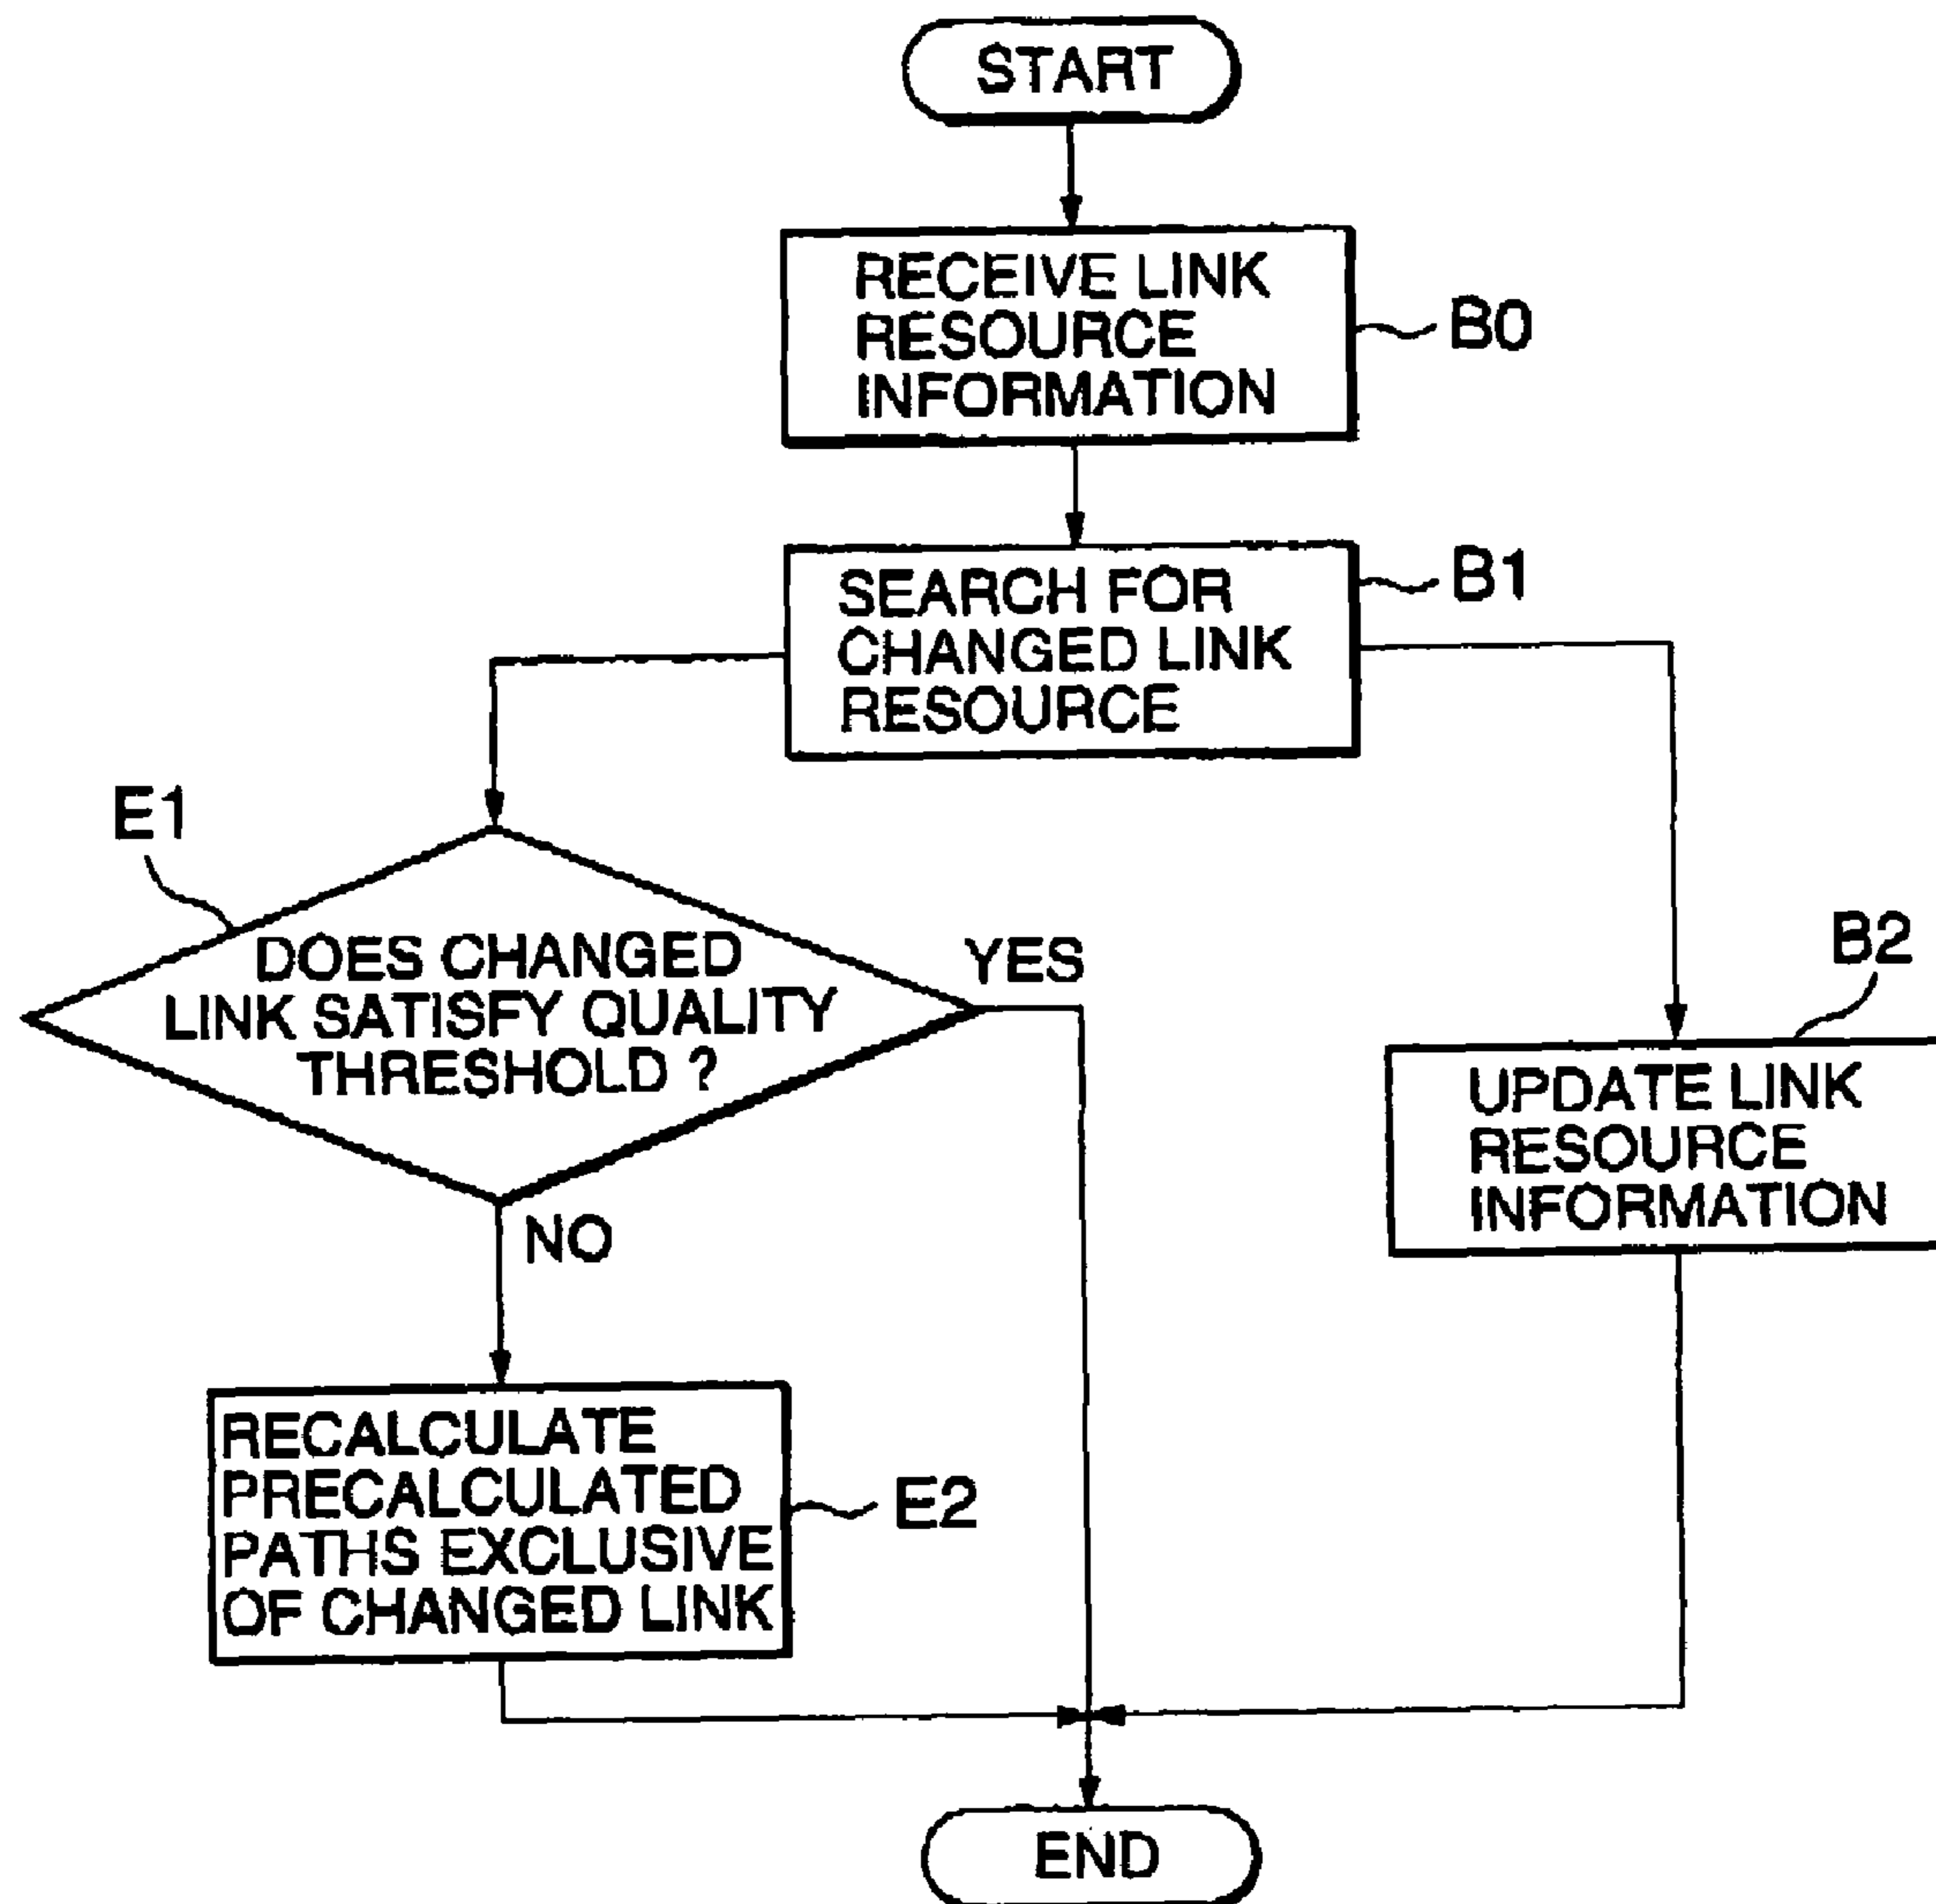 START
RECEIVE LINK
RESOURCE
INFORMATION
B0
SEARCH FOR
CHANGED LINK
RESOURCE
B1
E1
DOES CHANGED
LINK SATISFY QUALITY
THRESHOLD ?
YES
NO
B2
UPDATE LINK
RESOURCE
INFORMATION
RECALCULATE
PRECALCULATED
PATHS EXCLUSIVE
OF CHANGED LINK
E2
END